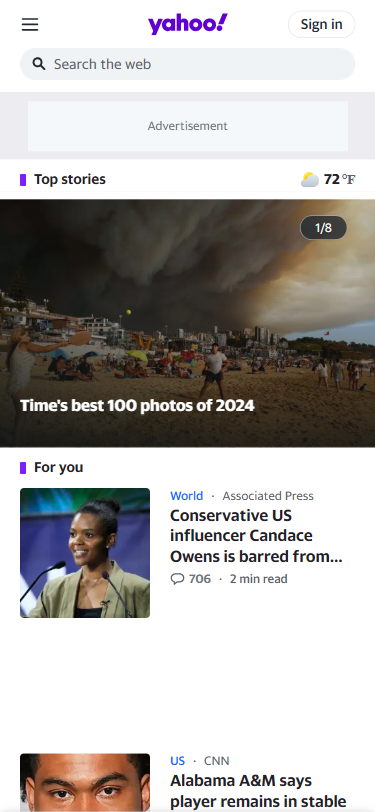 yahoo!
Sign in
Search the web
Advertisement
Top stories
72 °F
1/8
Time's best 100 photos of 2024
For you
World · Associated Press
Conservative US
influencer Candace
Owens is barred from...
706 · 2 min read
US · CNN
Alabama A&M says
player remains in stable